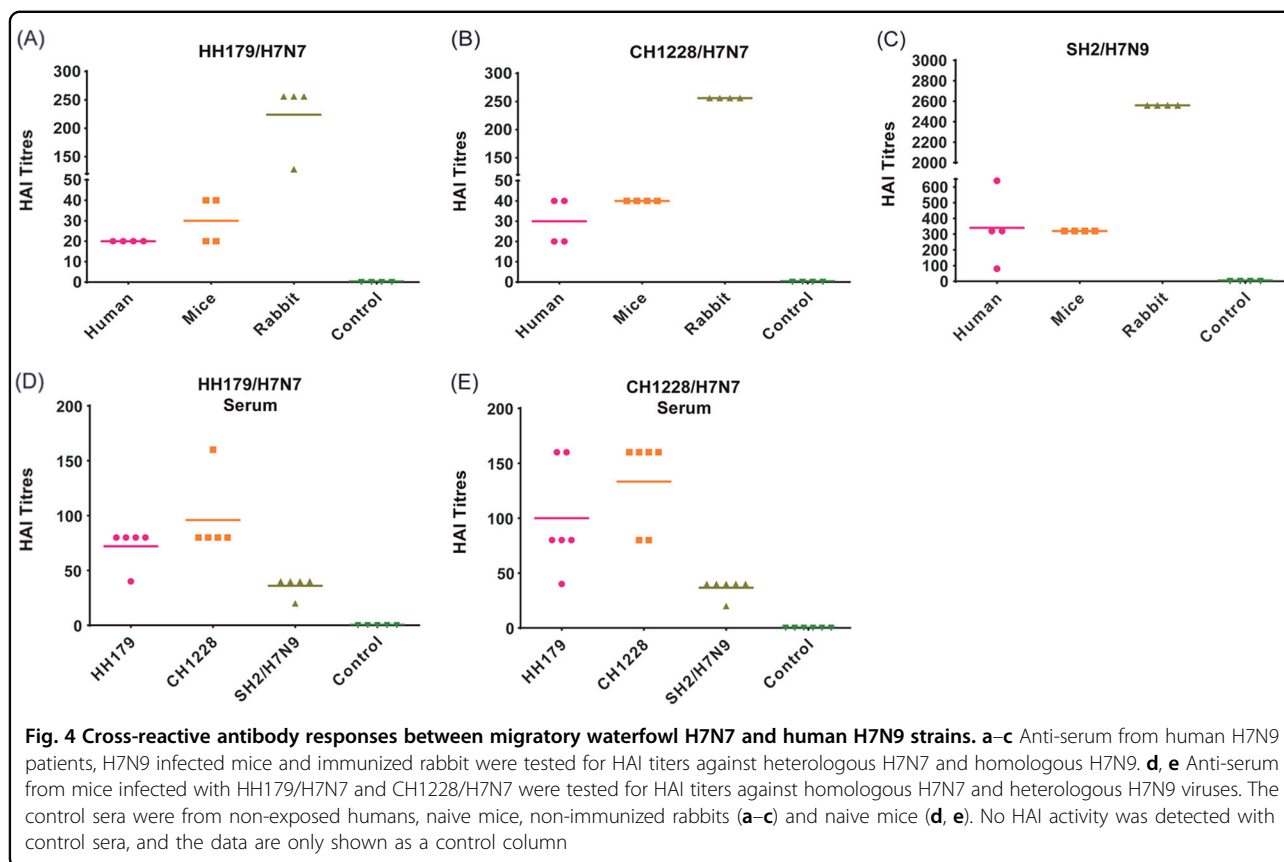 (A)
HH179/H7N7
HAI Titres
300
250
200
150
100
50
50
40
30
20
10
0
Human
Mice
Rabbit
Control
(B)
CH1228/H7N7
HAI Titres
300
250
200
150
100
50
50
40
30
20
10
0
Human
Mice
Rabbit
Control
(C)
SH2/H7N9
HAI Titres
3000
2800
2600
2400
2200
2000
600
500
400
300
200
100
0
Human
Mice
Rabbit
Control
(D)
HH179/H7N7
Serum
HAI Titres
200
150
100
50
0
HH179
CH1228
SH2/H7N9
Control
(E)
CH1228/H7N7
Serum
HAI Titres
200
150
100
50
0
HH179
CH1228
SH2/H7N9
Control
Fig. 4 Cross-reactive antibody responses between migratory waterfowl H7N7 and human H7N9 strains. a–c Anti-serum from human H7N9
patients, H7N9 infected mice and immunized rabbit were tested for HAI titers against heterologous H7N7 and homologous H7N9. d, e Anti-serum
from mice infected with HH179/H7N7 and CH1228/H7N7 were tested for HAI titers against homologous H7N7 and heterologous H7N9 viruses. The
control sera were from non-exposed humans, naive mice, non-immunized rabbits (a–c) and naive mice (d, e). No HAI activity was detected with
control sera, and the data are only shown as a control column